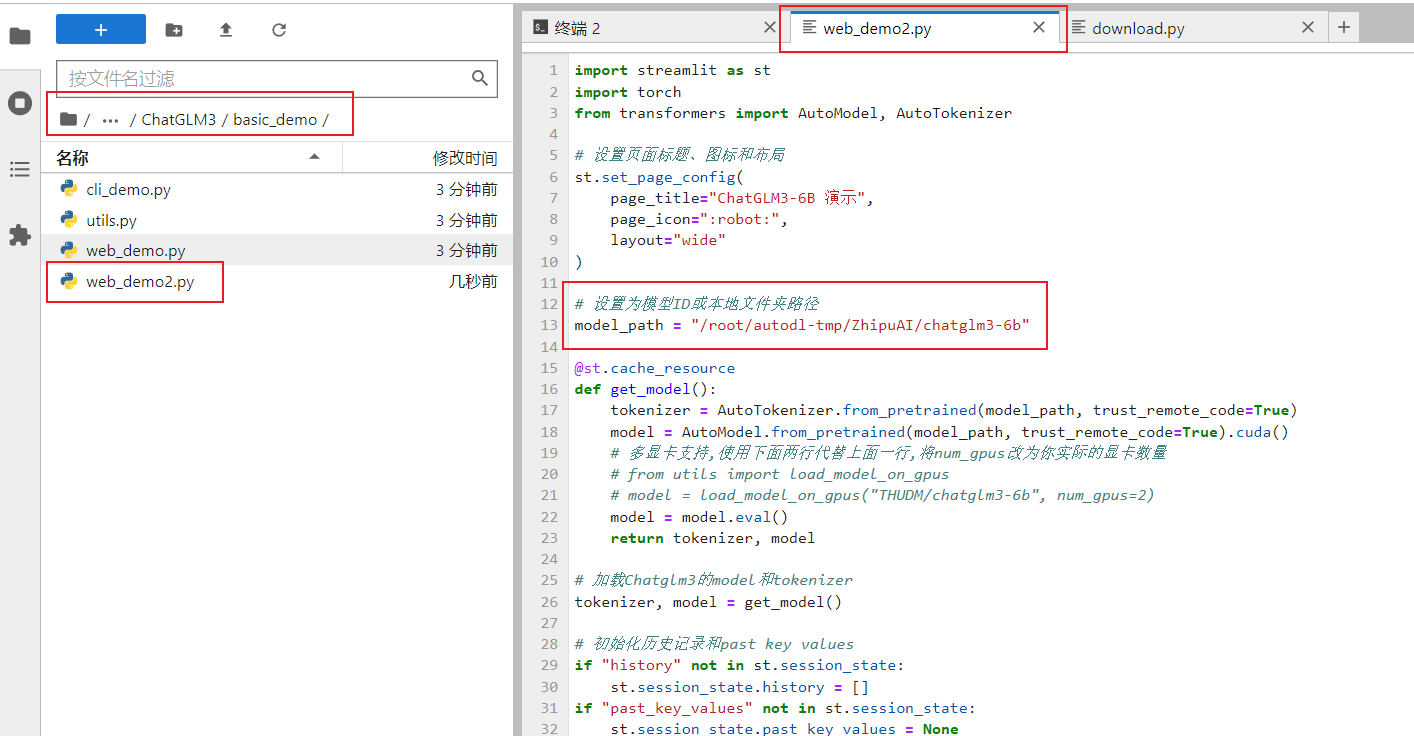 按文件名过滤
/ ··· / ChatGLM3 / basic_demo /
名称 修改时间
cli_demo.py 3 分钟前
utils.py 3 分钟前
web_demo.py 3 分钟前
web_demo2.py 几秒前
终端 2
web_demo2.py
download.py
1 import streamlit as st
2 import torch
3 from transformers import AutoModel, AutoTokenizer
4
5 # 设置页面标题、图标和布局
6 st.set_page_config(
7     page_title="ChatGLM3-6B 演示",
8     page_icon=":robot:",
9     layout="wide"
10 )
11
12 # 设置为模型ID或本地文件夹路径
13 model_path = "/root/autodl-tmp/ZhipuAI/chatglm3-6b"
14
15 @st.cache_resource
16 def get_model():
17     tokenizer = AutoTokenizer.from_pretrained(model_path, trust_remote_code=True)
18     model = AutoModel.from_pretrained(model_path, trust_remote_code=True).cuda()
19     # 多显卡支持,使用下面两行代替上面一行,将num_gpus改为你实际的显卡数量
20     # from utils import load_model_on_gpus
21     # model = load_model_on_gpus("THUDM/chatglm3-6b", num_gpus=2)
22     model = model.eval()
23     return tokenizer, model
24
25 # 加载Chatglm3的model和tokenizer
26 tokenizer, model = get_model()
27
28 # 初始化历史记录和past key values
29 if "history" not in st.session_state:
30     st.session_state.history = []
31 if "past_key_values" not in st.session_state:
32     st.session_state.past_key_values = None